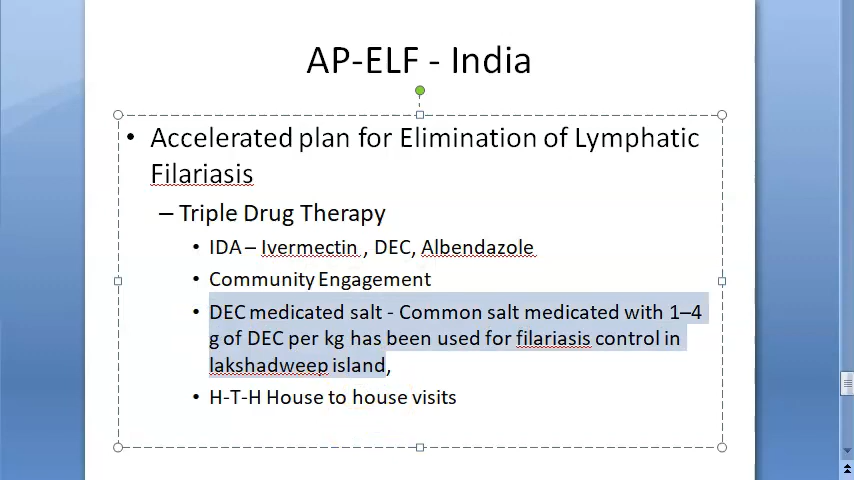 AP-ELF - India
• Accelerated plan for Elimination of Lymphatic
Filariasis
– Triple Drug Therapy
• IDA – Ivermectin , DEC, Albendazole
• Community Engagement
• DEC medicated salt - Common salt medicated with 1–4
g of DEC per kg has been used for filariasis control in
lakshadweep island,
• H-T-H House to house visits